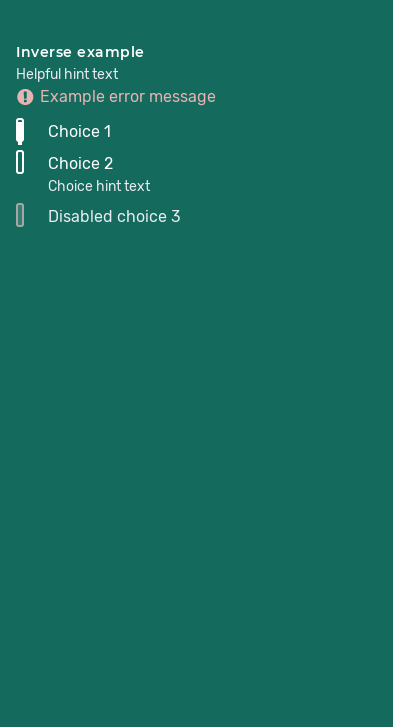 Inverse example
Helpful hint text
Example error message
Choice 1
Choice 2
Choice hint text
Disabled choice 3